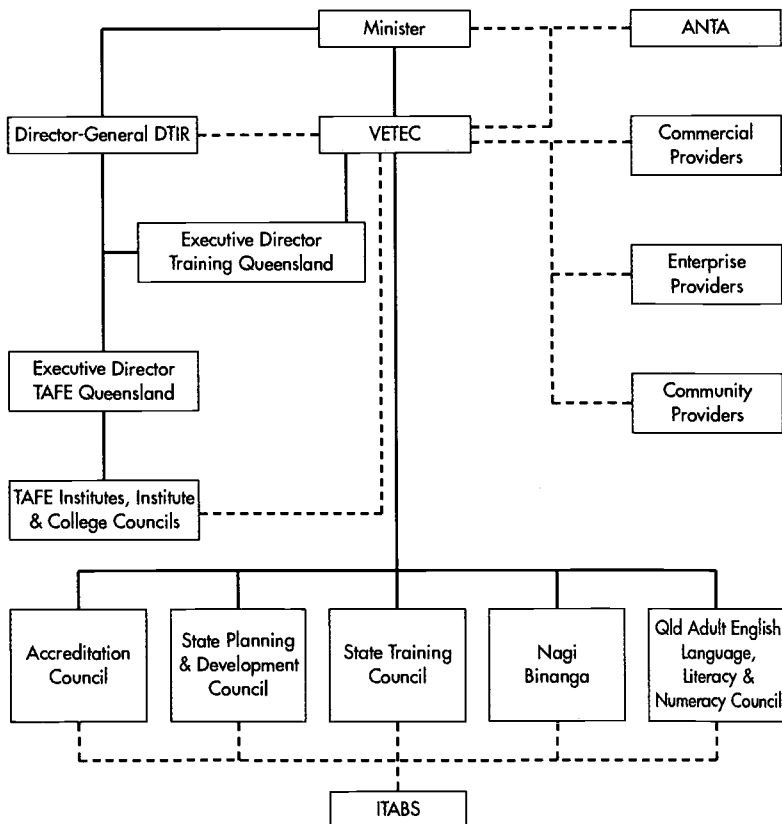 Minister
ANTA
Director-General DTIR
VETEC
Commercial
Providers
Executive Director
Training Queensland
Enterprise
Providers
Executive Director
TAFE Queensland
Community
Providers
TAFE Institutes, Institute
& College Councils
Accreditation
Council
State Planning
& Development
Council
State Training
Council
Nagi
Binanga
Qld Adult English
Language,
Literacy &
Numeracy Council
ITABS